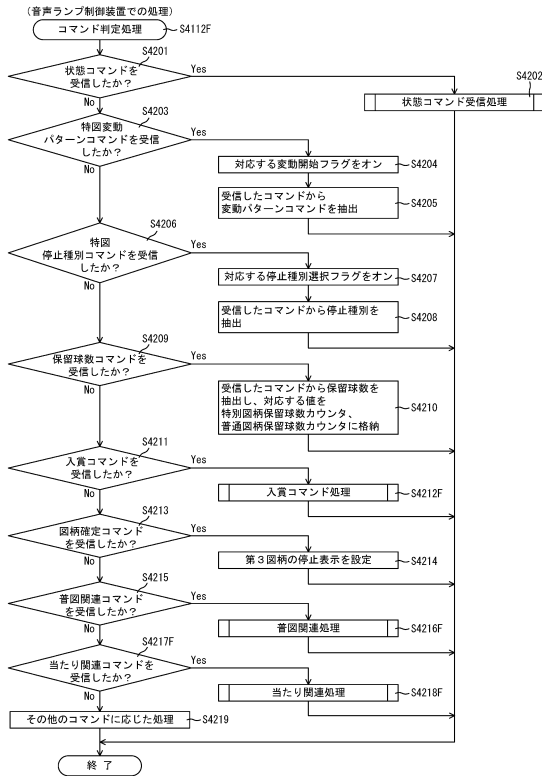 (音声ランプ制御装置での処理)
コマンド判定処理
S4112F
S4201
状態コマンドを
受信したか？
Yes
No
S4202
状態コマンド受信処理
S4203
特図変動
パターンコマンドを受信
したか？
Yes
No
対応する変動開始フラグをオン
S4204
受信したコマンドから
変動パターンコマンドを抽出
S4205
S4206
特図
停止種別コマンドを受信
したか？
Yes
No
対応する停止種別選択フラグをオン
S4207
受信したコマンドから停止種別を
抽出
S4208
S4209
保留球数コマンドを
受信したか？
Yes
No
受信したコマンドから保留球数を
抽出し、対応する値を
特別図柄保留球数カウンタ、
普通図柄保留球数カウンタに格納
S4210
S4211
入賞コマンドを
受信したか？
Yes
No
入賞コマンド処理
S4212F
S4213
図柄確定コマンド
を受信したか？
Yes
No
第３図柄の停止表示を設定
S4214
S4215
普図関連コマンド
を受信したか？
Yes
No
普図関連処理
S4216F
S4217F
当たり関連コマンドを
受信したか？
Yes
No
当たり関連処理
S4218F
その他のコマンドに応じた処理
S4219
終 了